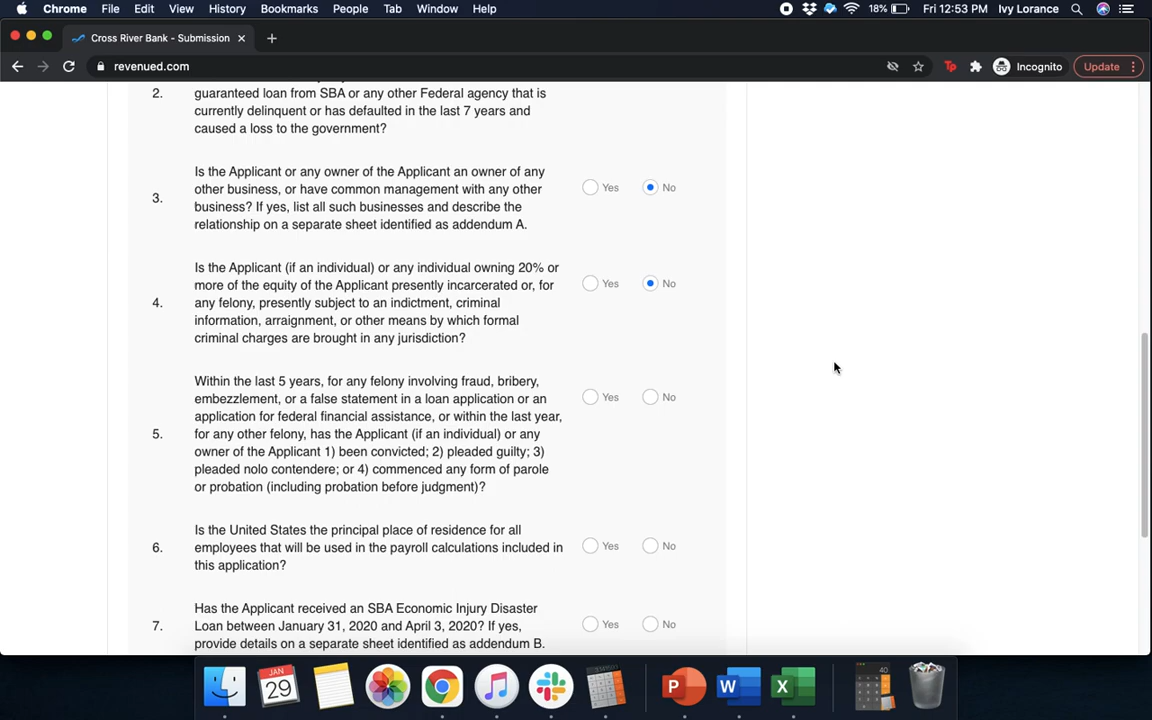 Chrome File Edit View History Bookmarks People Tab Window Help 18% Fri 12:53 PM Ivy Lorance
Cross River Bank - Submission
revenued.com Tp Incognito Update
2. guaranteed loan from SBA or any other Federal agency that is
currently delinquent or has defaulted in the last 7 years and
caused a loss to the government?
Is the Applicant or any owner of the Applicant an owner of any
other business, or have common management with any other Yes No
3. business? If yes, list all such businesses and describe the
relationship on a separate sheet identified as addendum A.
Is the Applicant (if an individual) or any individual owning 20% or
more of the equity of the Applicant presently incarcerated or, for Yes No
4. any felony, presently subject to an indictment, criminal
information, arraignment, or other means by which formal
criminal charges are brought in any jurisdiction?
Within the last 5 years, for any felony involving fraud, bribery,
embezzlement, or a false statement in a loan application or an Yes No
application for federal financial assistance, or within the last year,
5. for any other felony, has the Applicant (if an individual) or any
owner of the Applicant 1) been convicted; 2) pleaded guilty; 3)
pleaded nolo contendere; or 4) commenced any form of parole
or probation (including probation before judgment)?
Is the United States the principal place of residence for all
6. employees that will be used in the payroll calculations included in Yes No
this application?
Has the Applicant received an SBA Economic Injury Disaster
7. Loan between January 31, 2020 and April 3, 2020? If yes, Yes No
provide details on a separate sheet identified as addendum B.
JAN
29 P W X 40